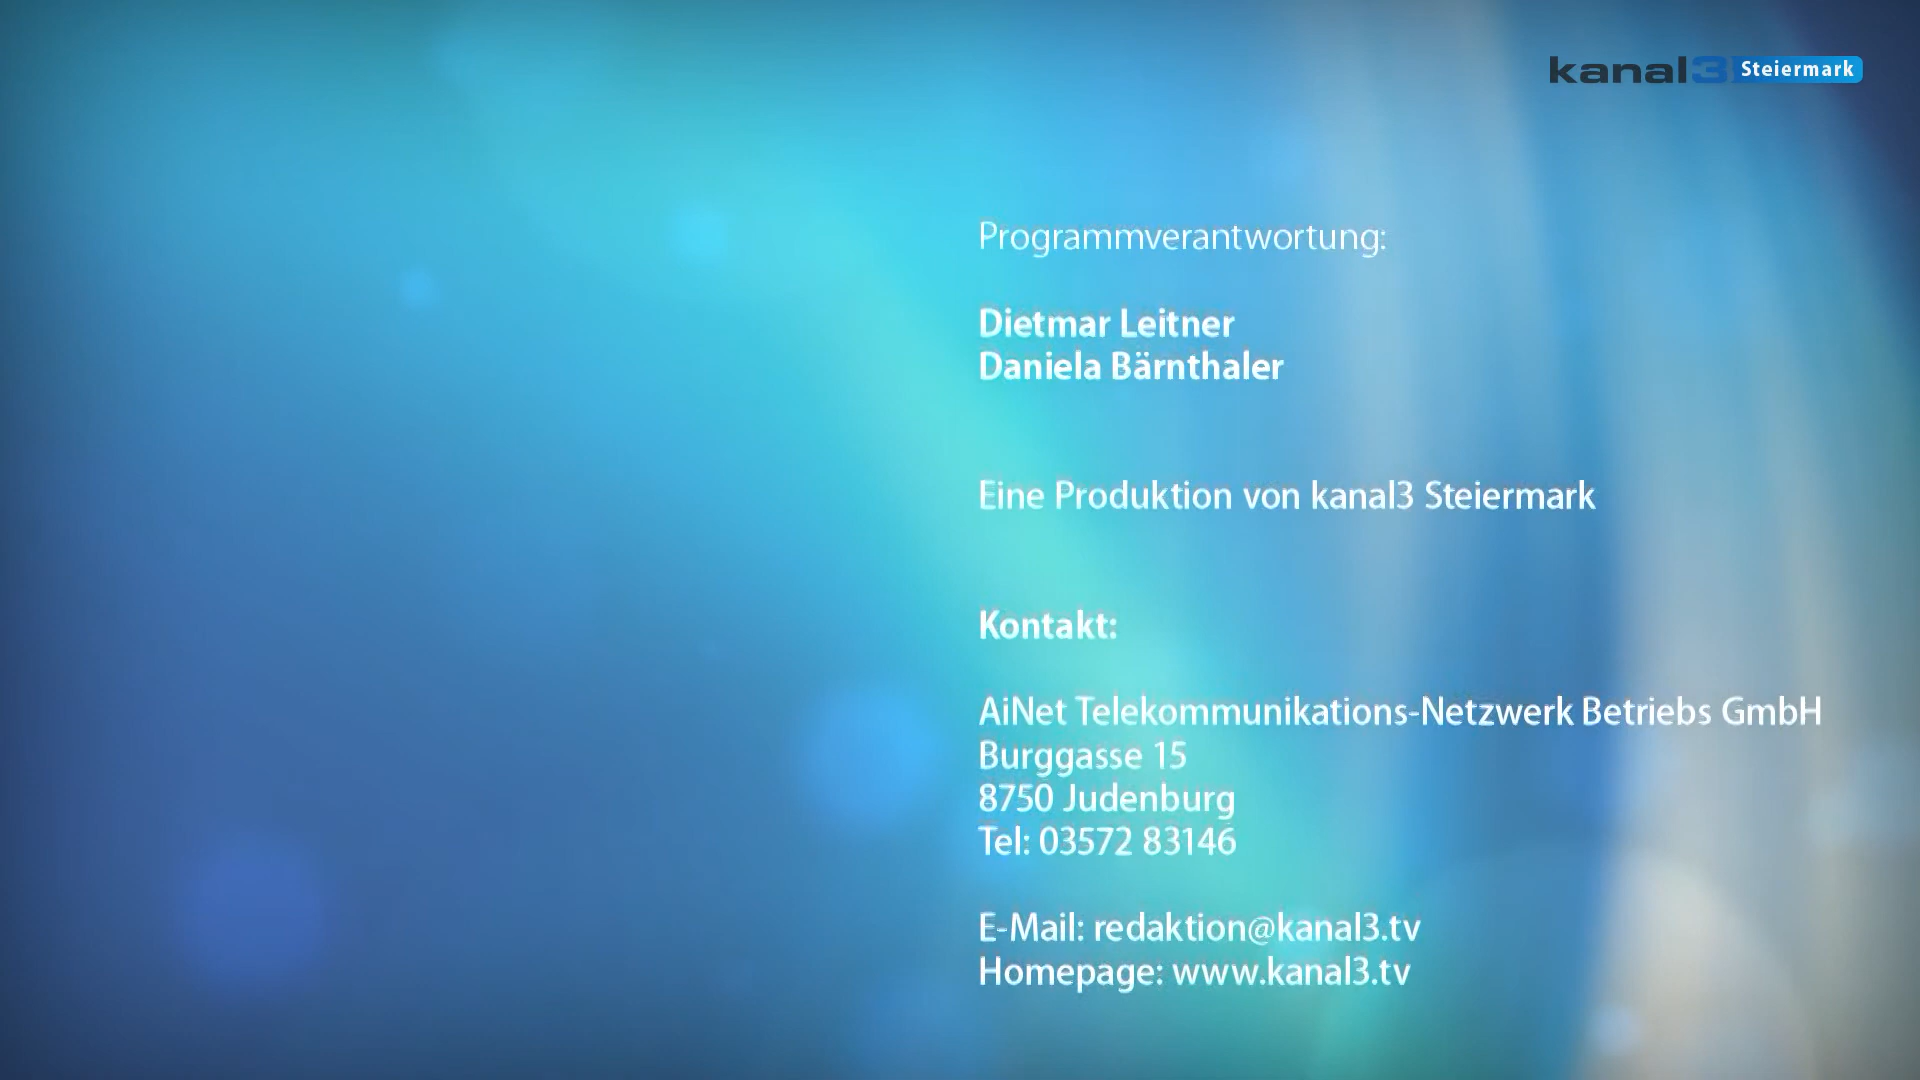 kanal3 Steiermark
Programmverantwortung:
Dietmar Leitner
Daniela Bärnthaler
Eine Produktion von kanal3 Steiermark
Kontakt:
AiNet Telekommunikations-Netzwerk Betriebs GmbH
Burggasse 15
8750 Judenburg
Tel: 03572 83146
E-Mail: redaktion@kanal3.tv
Homepage: www.kanal3.tv